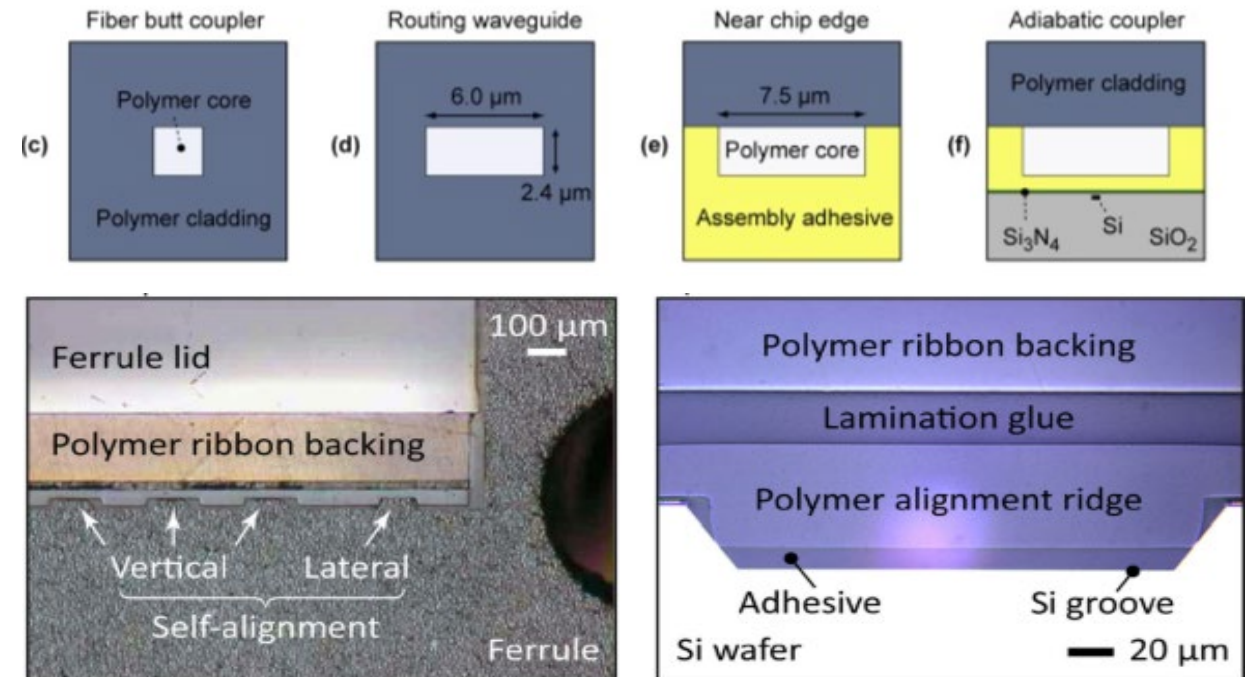 Fiber butt coupler
Routing waveguide
Near chip edge
Adiabatic coupler
(c)
Polymer core
Polymer cladding
(d)
6.0 µm
2.4 µm
(e)
7.5 µm
Polymer core
Assembly adhesive
(f)
Polymer cladding
Si₃N₄
Si
SiO₂
Ferrule lid
100 µm
Polymer ribbon backing
Vertical
Lateral
Self-alignment
Ferrule
Polymer ribbon backing
Lamination glue
Polymer alignment ridge
Adhesive
Si groove
Si wafer
20 µm